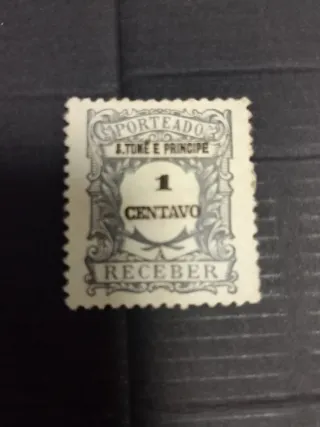 PORTEADO
S.TOMÉ E PRINCIPE
1
CENTAVO
RECEBER